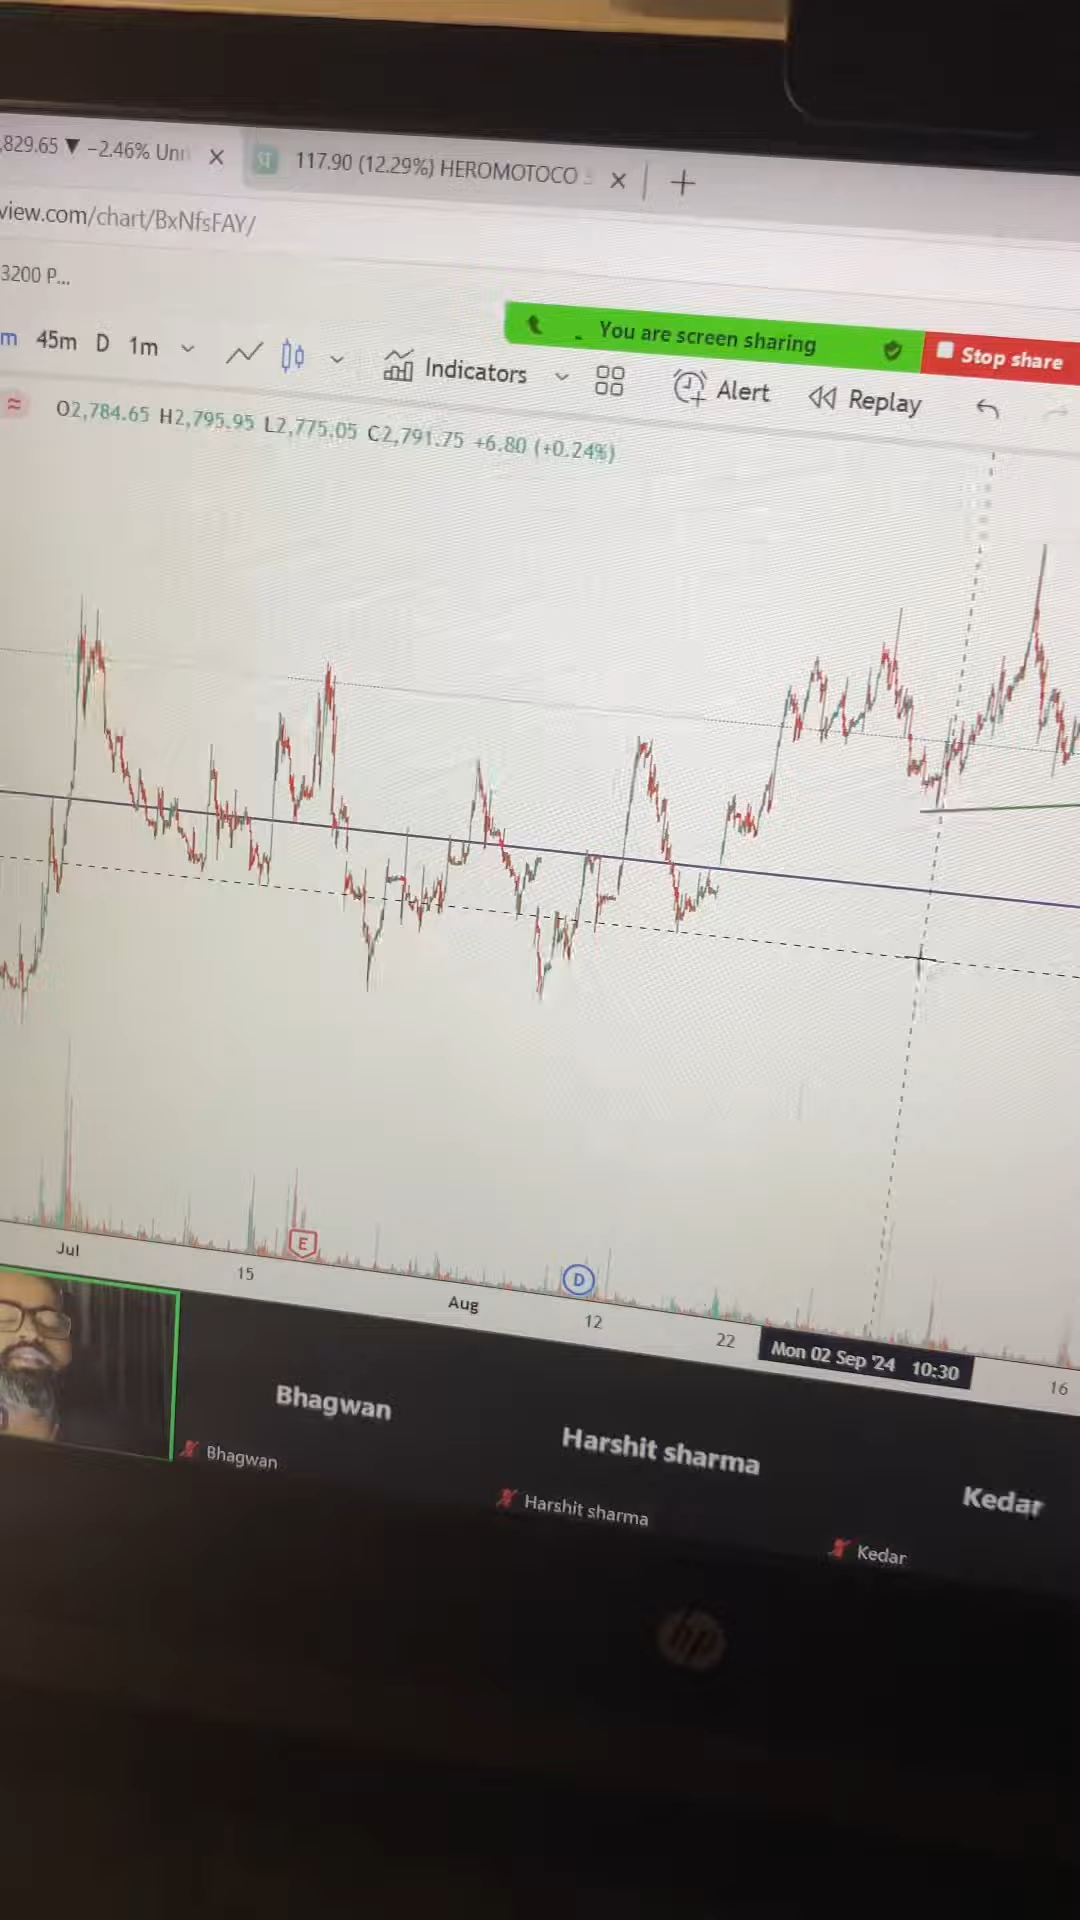 ,829.65 ▼ −2.46% Unn
117.90 (12.29%) HEROMOTOCO
view.com/chart/BxNfsFAY/
3200 P...
You are screen sharing
Stop share
m 45m D 1m
Indicators
Alert
Replay
O2,784.65 H2,795.95 L2,775.05 C2,791.75 +6.80 (+0.24%)
E
D
Jul
15
Aug
12
22
Mon 02 Sep '24 10:30
16
Bhagwan
Harshit sharma
Kedar
Bhagwan
Harshit sharma
Kedar
hp